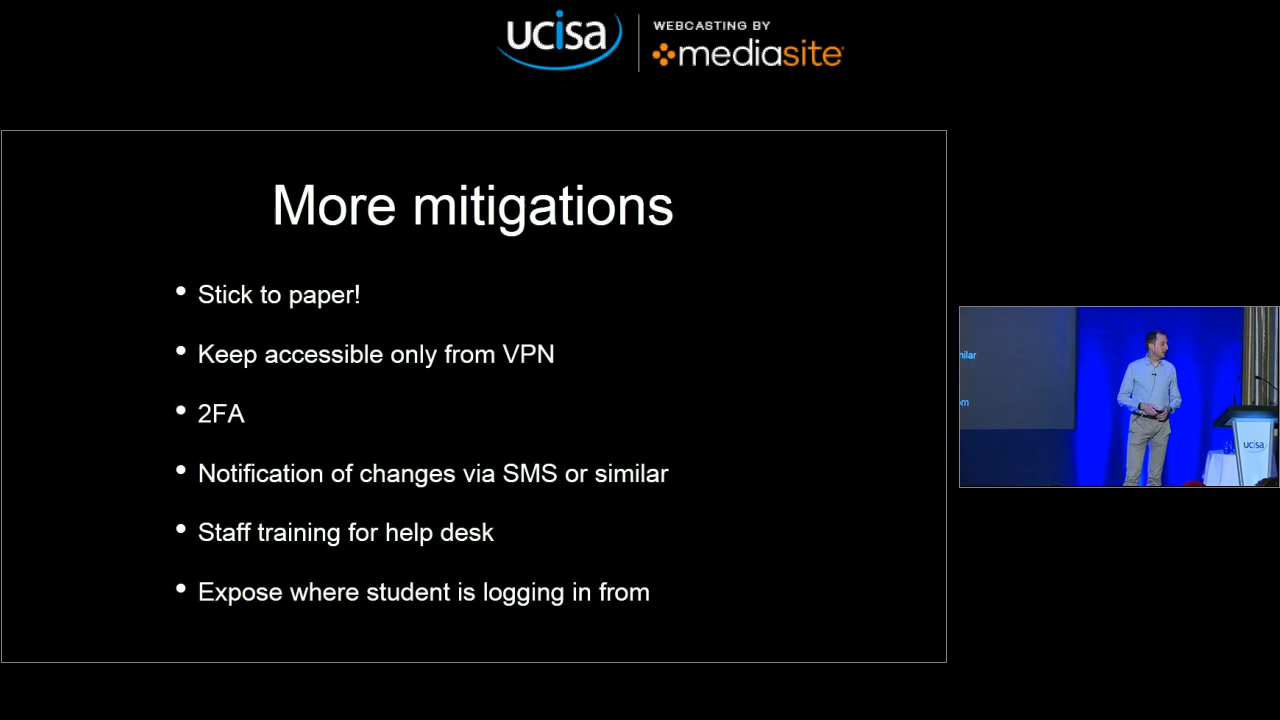 ucisa
WEBCASTING BY
mediasite
More mitigations
• Stick to paper!
• Keep accessible only from VPN
• 2FA
• Notification of changes via SMS or similar
• Staff training for help desk
• Expose where student is logging in from
ucisa